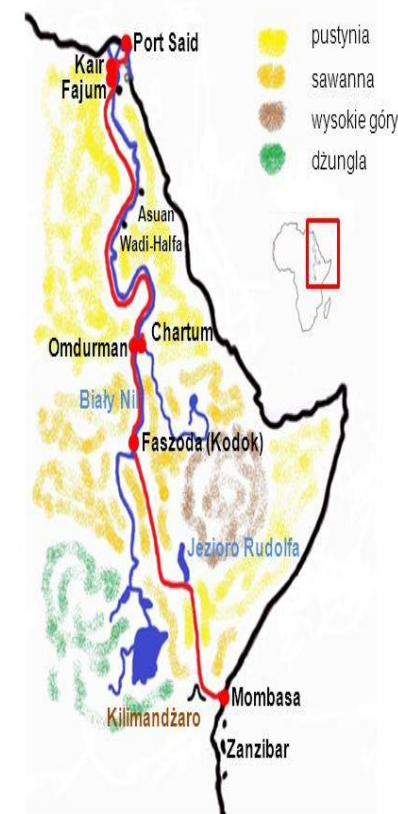 Port Said
Kair
Fajum
pustynia
sawanna
wysokie góry
dżungla
Asuan
Wadi-Halfa
Chartum
Omdurman
Biały Nil
Faszoda (Kodok)
Jezioro Rudolfa
Mombasa
Kilimandżaro
Zanzibar